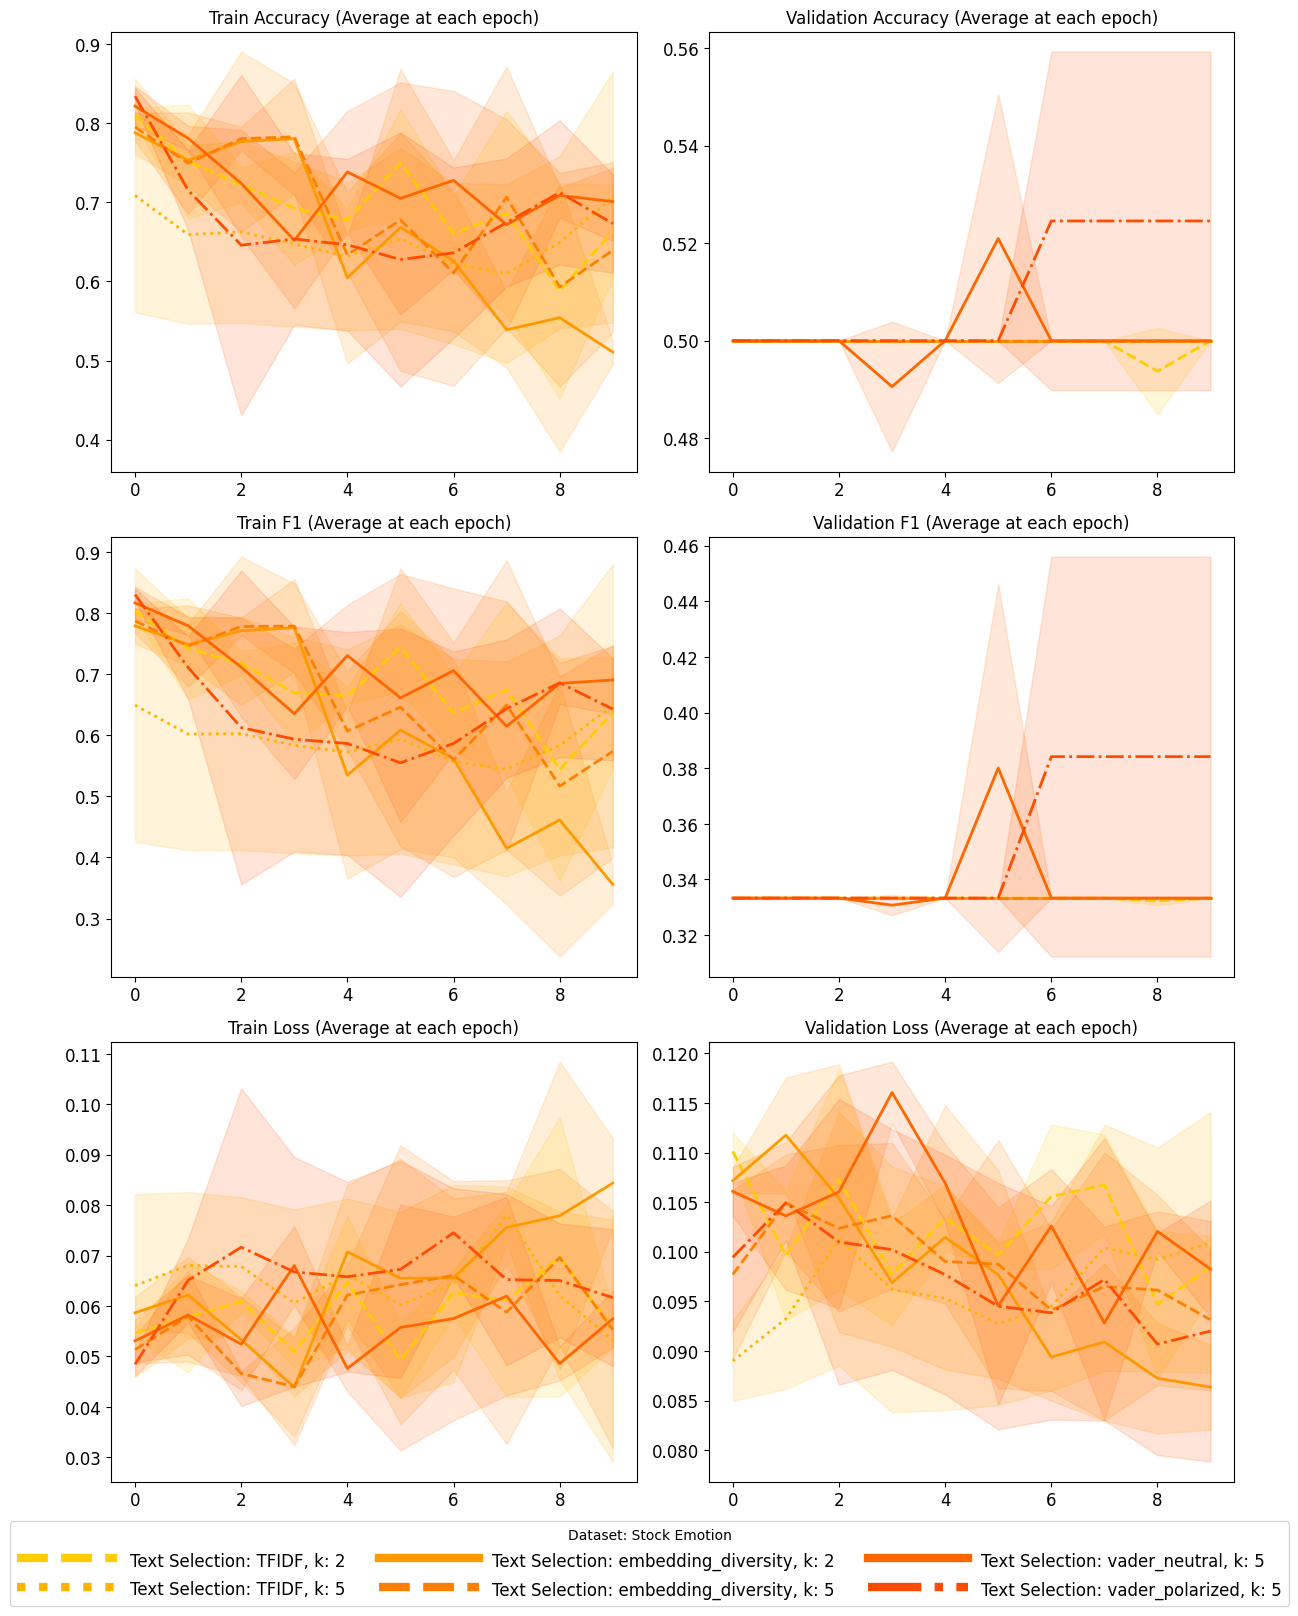 Train Accuracy (Average at each epoch)
0.9
0.8
0.7
0.6
0.5
0.4
0 2 4 6 8
Validation Accuracy (Average at each epoch)
0.56
0.54
0.52
0.50
0.48
0 2 4 6 8
Train F1 (Average at each epoch)
0.9
0.8
0.7
0.6
0.5
0.4
0.3
0 2 4 6 8
Validation F1 (Average at each epoch)
0.46
0.44
0.42
0.40
0.38
0.36
0.34
0.32
0 2 4 6 8
Train Loss (Average at each epoch)
0.11
0.10
0.09
0.08
0.07
0.06
0.05
0.04
0.03
0 2 4 6 8
Validation Loss (Average at each epoch)
0.120
0.115
0.110
0.105
0.100
0.095
0.090
0.085
0.080
0 2 4 6 8
Dataset: Stock Emotion
Text Selection: TFIDF, k: 2
Text Selection: TFIDF, k: 5
Text Selection: embedding_diversity, k: 2
Text Selection: embedding_diversity, k: 5
Text Selection: vader_neutral, k: 5
Text Selection: vader_polarized, k: 5